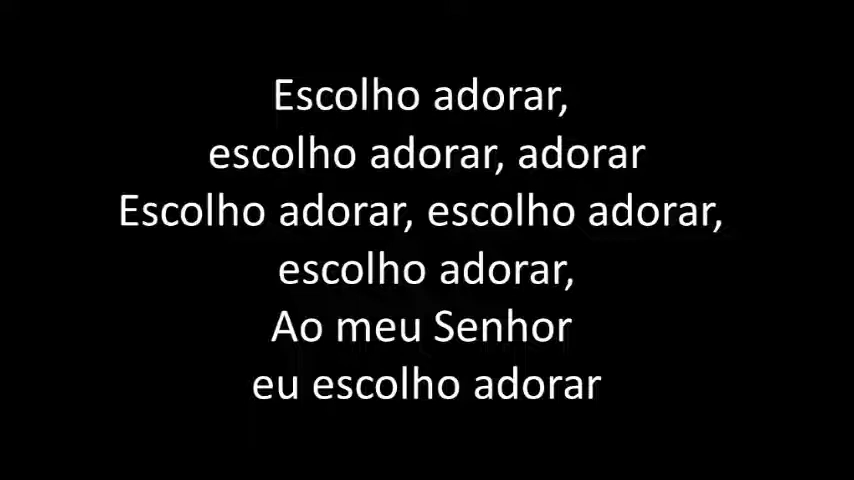 Escolho adorar,
escolho adorar, adorar
Escolho adorar, escolho adorar,
escolho adorar,
Ao meu Senhor
eu escolho adorar